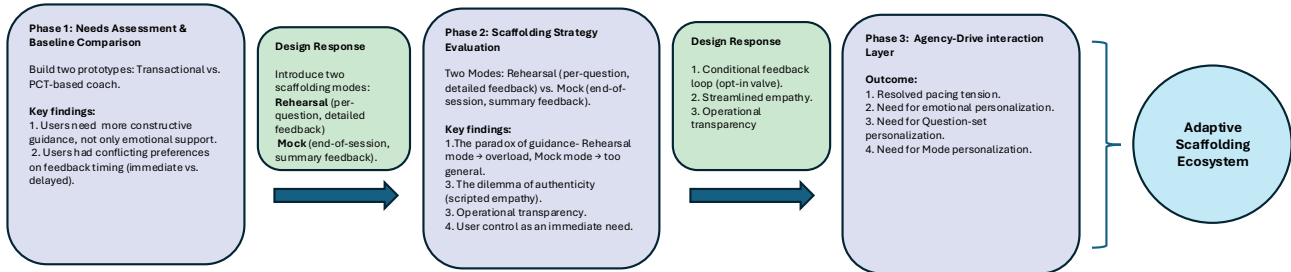 Phase 1: Needs Assessment &
Baseline Comparison
Build two prototypes: Transactional vs.
PCT-based coach.
Key findings:
1. Users need more constructive
guidance, not only emotional support.
2. Users had conflicting preferences
on feedback timing (immediate vs.
delayed).
Design Response
Introduce two
scaffolding modes:
Rehearsal (per-
question, detailed
feedback)
Mock (end-of-session,
summary feedback).
Phase 2: Scaffolding Strategy
Evaluation
Two Modes: Rehearsal (per-question,
detailed feedback) vs. Mock (end-of-
session, summary feedback).
Key findings:
1.The paradox of guidance- Rehearsal
mode → overload, Mock mode → too
general.
3. The dilemma of authenticity
(scripted empathy).
3. Operational transparency.
4. User control as an immediate need.
Design Response
1. Conditional feedback
loop (opt-in valve).
2. Streamlined empathy.
3. Operational
transparency
Phase 3: Agency-Drive interaction
Layer
Outcome:
1. Resolved pacing tension.
2. Need for emotional personalization.
3. Need for Question-set
personalization.
4. Need for Mode personalization.
Adaptive
Scaffolding
Ecosystem